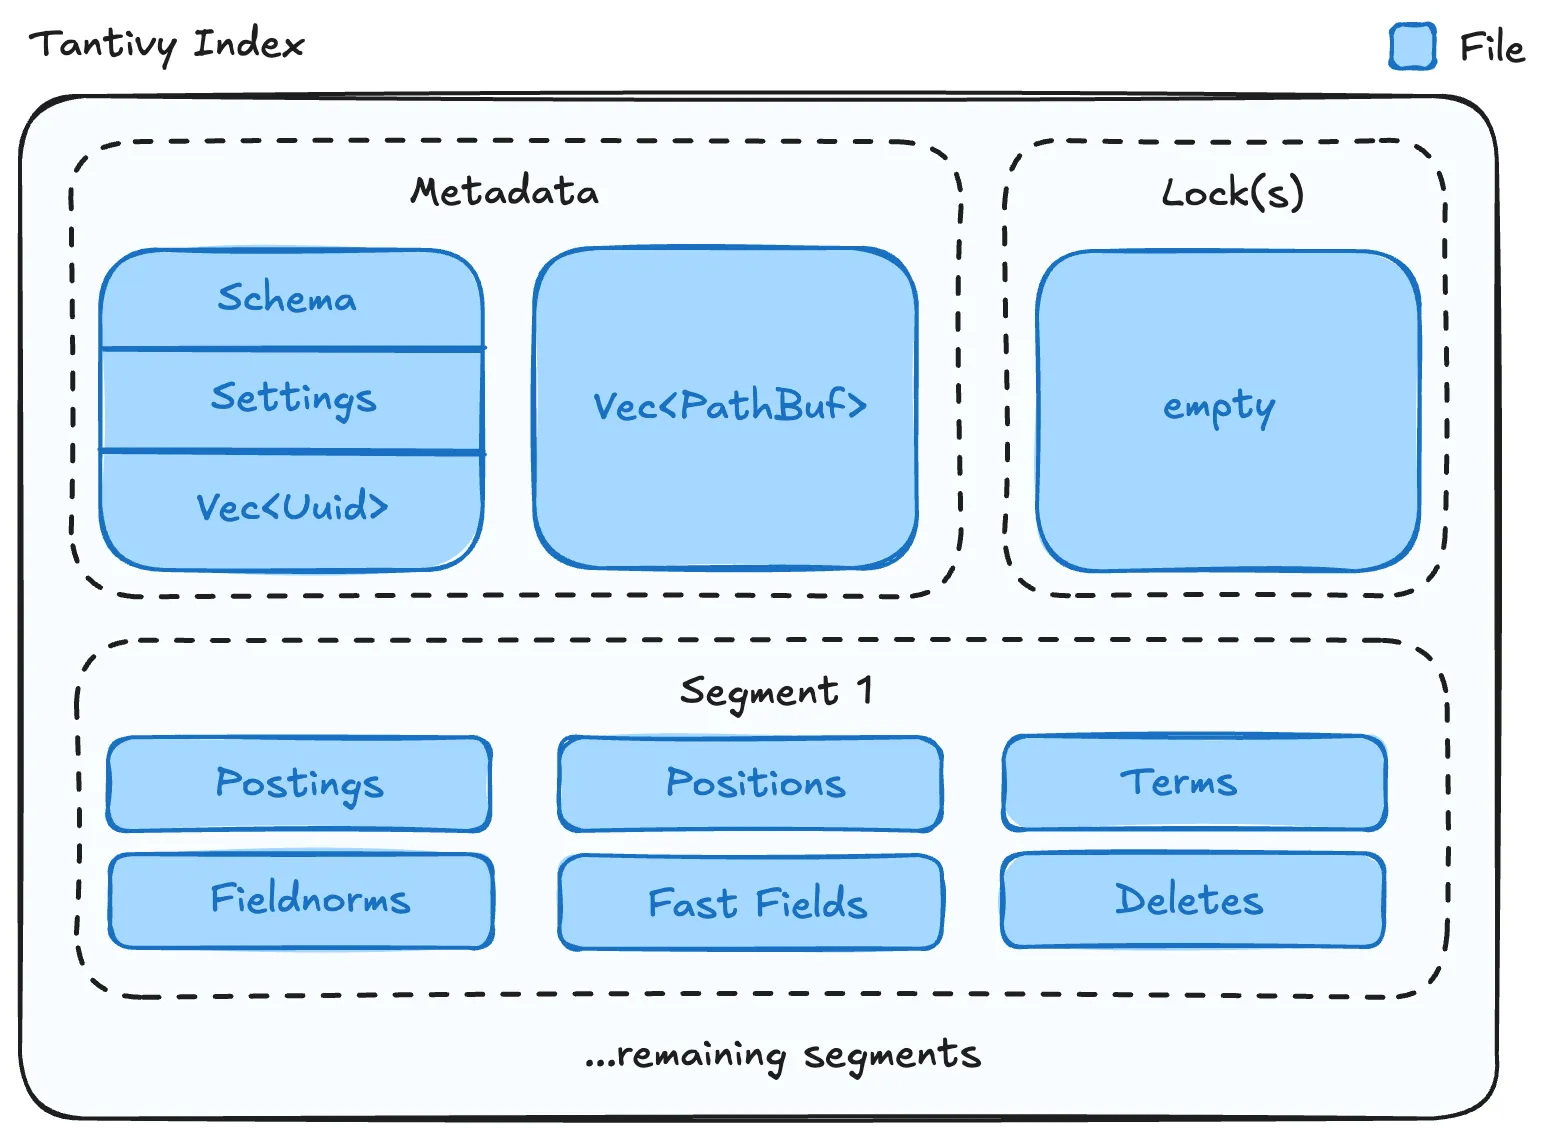 Tantivy Index
File
Metadata
Lock(s)
Schema
Settings
Vec<Uuid>
Vec<PathBuf>
empty
Segment 1
Postings
Positions
Terms
Fieldnorms
Fast Fields
Deletes
...remaining segments